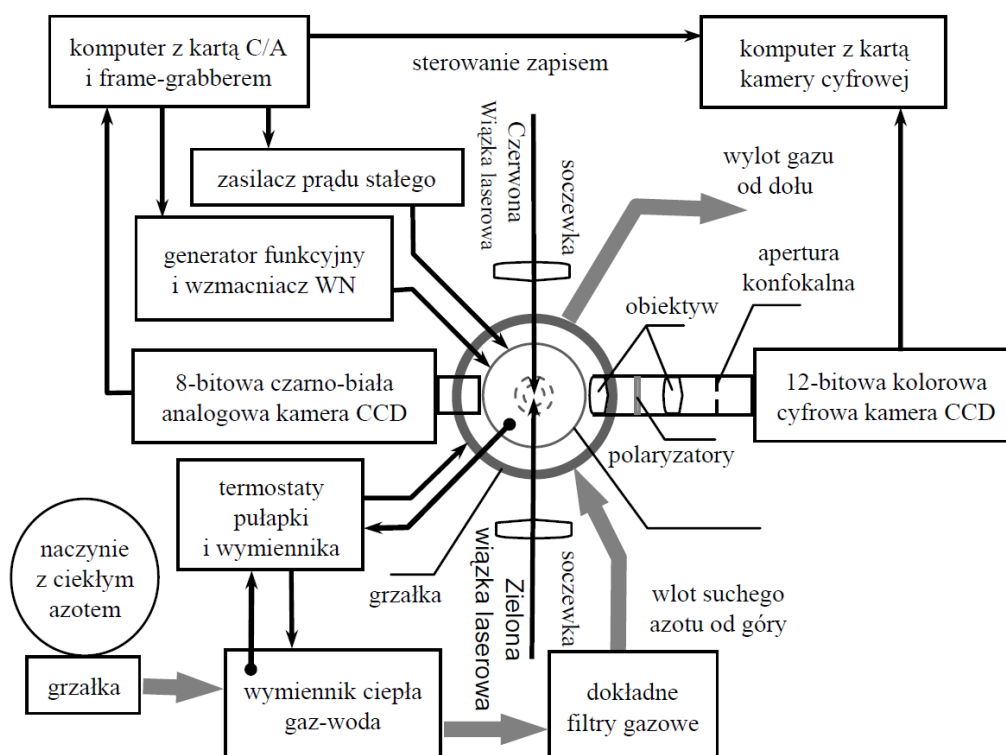 komputer z kartą C/A
i frame-grabberem
sterowanie zapisem
komputer z kartą
kamery cyfrowej
zasilacz prądu stałego
Czerwona
Wiązka laserowa
soczewka
wylot gazu
od dołu
generator funkcyjny
i wzmacniacz WN
apertura
konfokalna
obiektyw
8-bitowa czarno-biała
analogowa kamera CCD
12-bitowa kolorowa
cyfrowa kamera CCD
polaryzatory
termostaty
pułapki
i wymiennika
naczynie
z ciekłym
azotem
grzałka
Zielona
wiązka laserowa
soczewka
wlot suchego
azotu od góry
grzałka
wymiennik ciepła
gaz-woda
dokładne
filtry gazowe